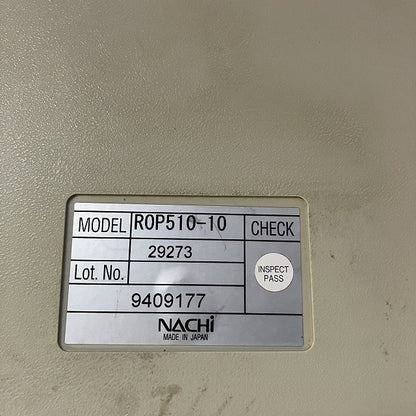 MODEL ROP510-10 CHECK
29273
Lot. No.
INSPECT
PASS
9409177
NACHi
MADE IN JAPAN